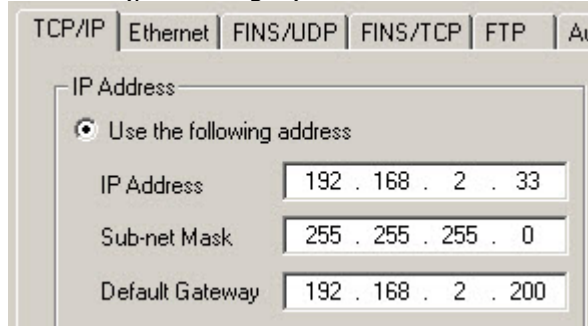 TCP/IP Ethernet FINS/UDP FINS/TCP FTP
IP Address
Use the following address
IP Address 192 . 168 . 2 . 33
Sub-net Mask 255 . 255 . 255 . 0
Default Gateway 192 . 168 . 2 . 200